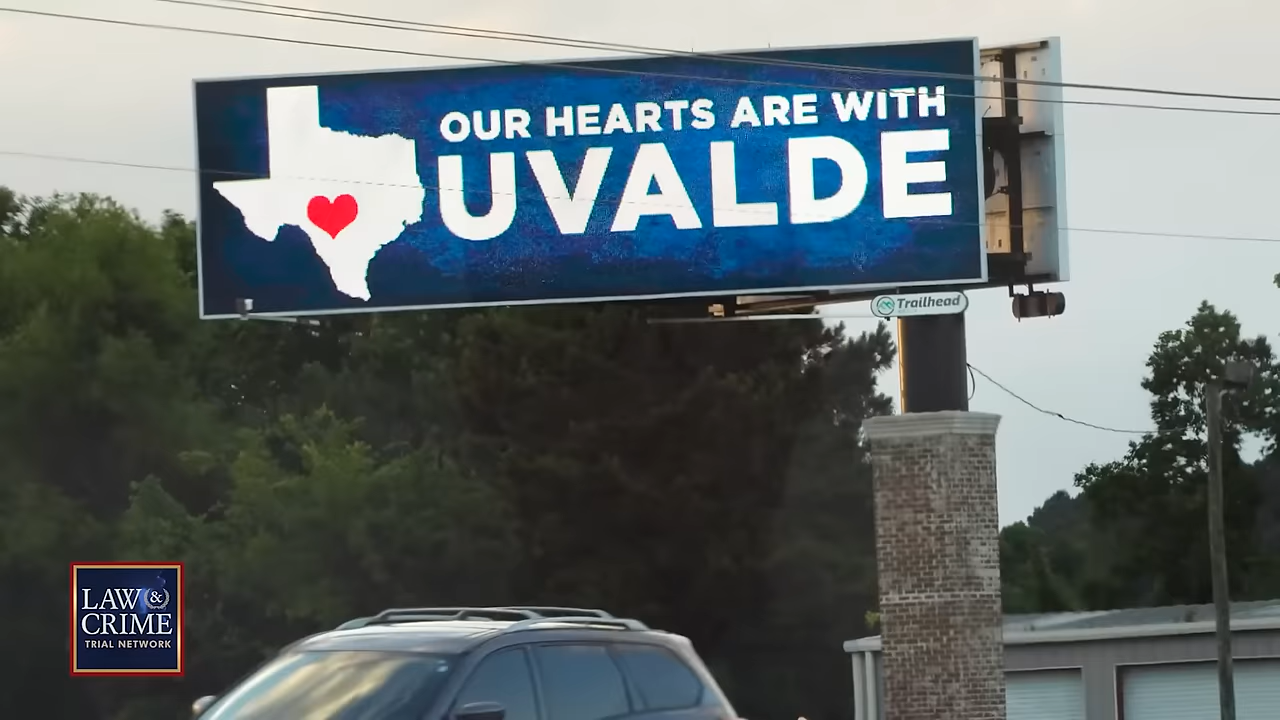 OUR HEARTS ARE WITH
UVALDE
Trailhead
LAW &
CRIME
TRIAL NETWORK